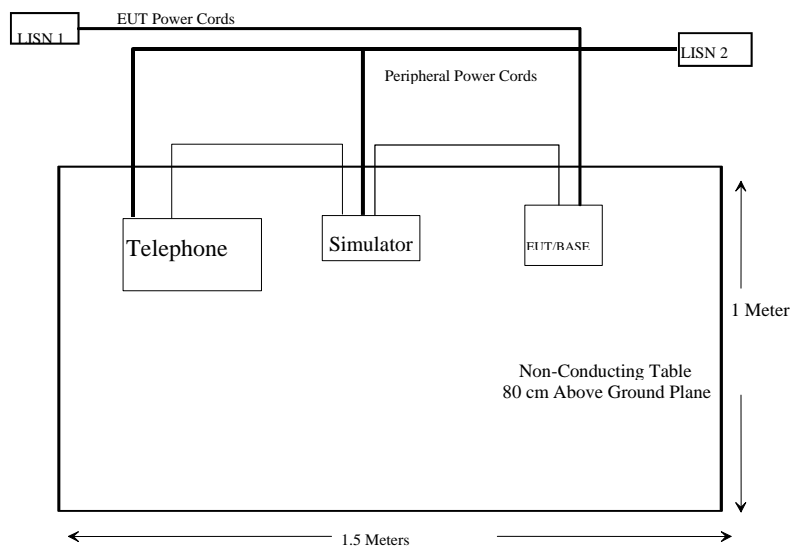 EUT Power Cords
LISN 1
LISN 2
Peripheral Power Cords
Telephone
Simulator
EUT/BASE
1 Meter
Non-Conducting Table
80 cm Above Ground Plane
1.5 Meters